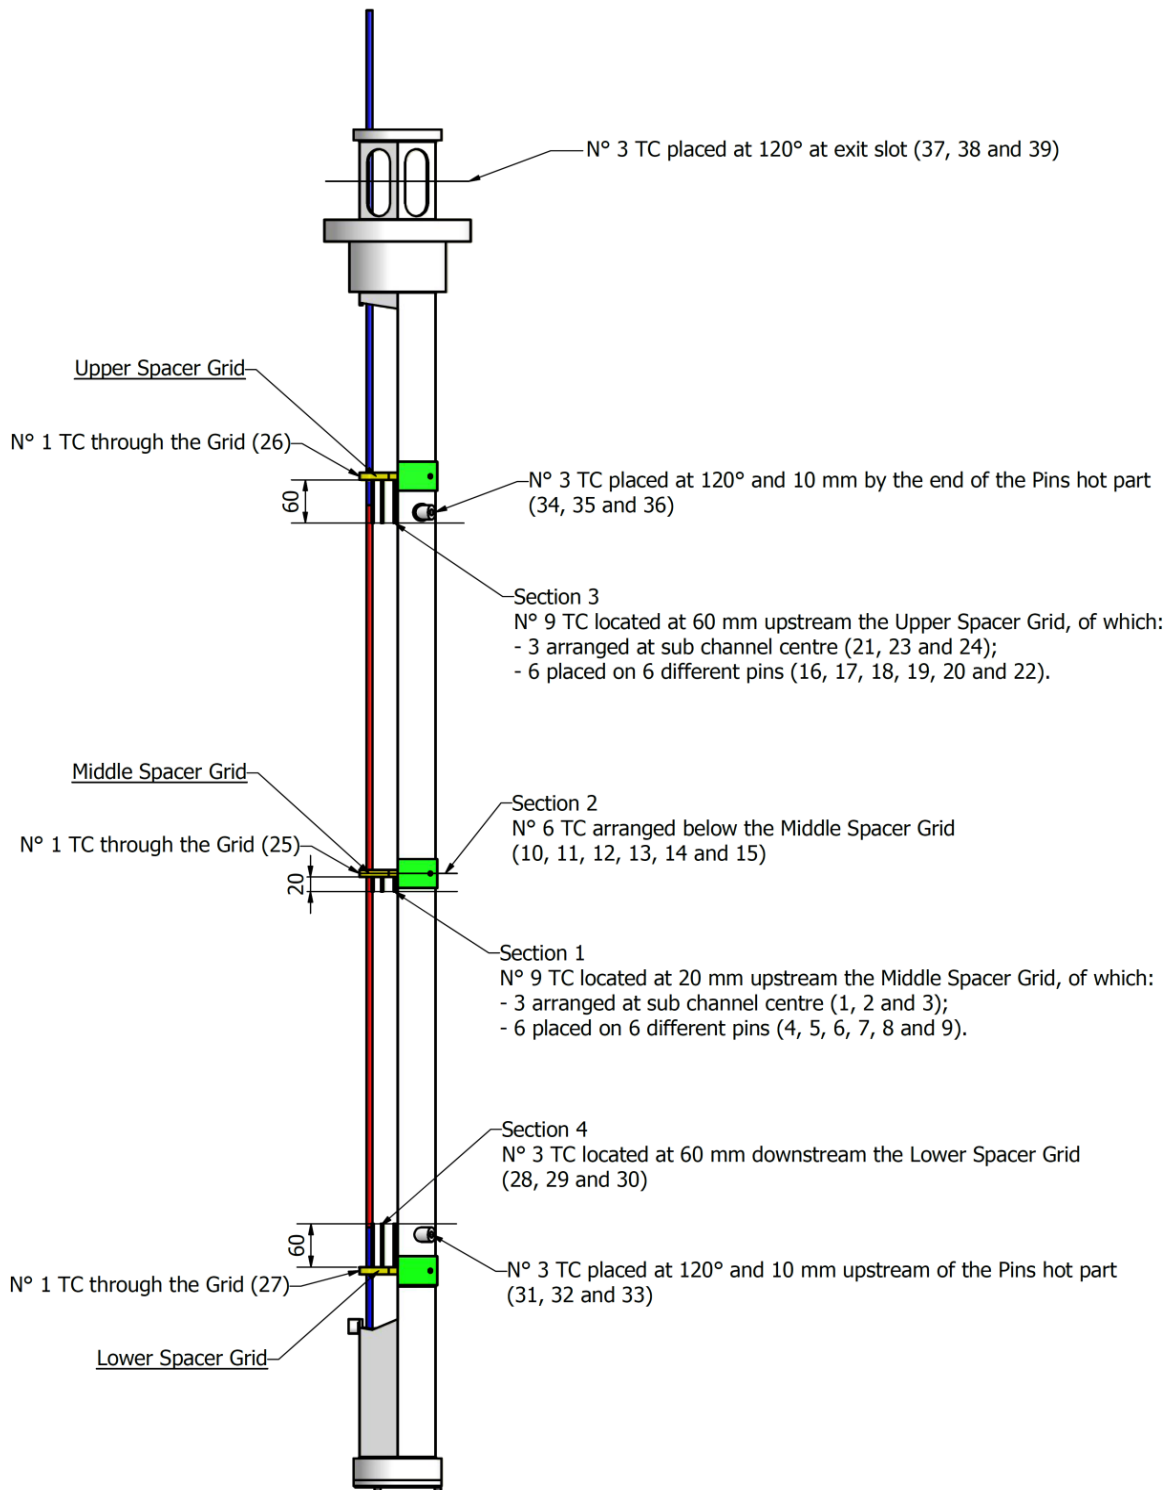 N° 3 TC placed at 120° at exit slot (37, 38 and 39)
Upper Spacer Grid
N° 1 TC through the Grid (26)
60
N° 3 TC placed at 120° and 10 mm by the end of the Pins hot part
(34, 35 and 36)
Section 3
N° 9 TC located at 60 mm upstream the Upper Spacer Grid, of which:
- 3 arranged at sub channel centre (21, 23 and 24);
- 6 placed on 6 different pins (16, 17, 18, 19, 20 and 22).
Middle Spacer Grid
Section 2
N° 6 TC arranged below the Middle Spacer Grid
(10, 11, 12, 13, 14 and 15)
N° 1 TC through the Grid (25)
20
Section 1
N° 9 TC located at 20 mm upstream the Middle Spacer Grid, of which:
- 3 arranged at sub channel centre (1, 2 and 3);
- 6 placed on 6 different pins (4, 5, 6, 7, 8 and 9).
Section 4
N° 3 TC located at 60 mm downstream the Lower Spacer Grid
(28, 29 and 30)
60
N° 1 TC through the Grid (27)
N° 3 TC placed at 120° and 10 mm upstream of the Pins hot part
(31, 32 and 33)
Lower Spacer Grid